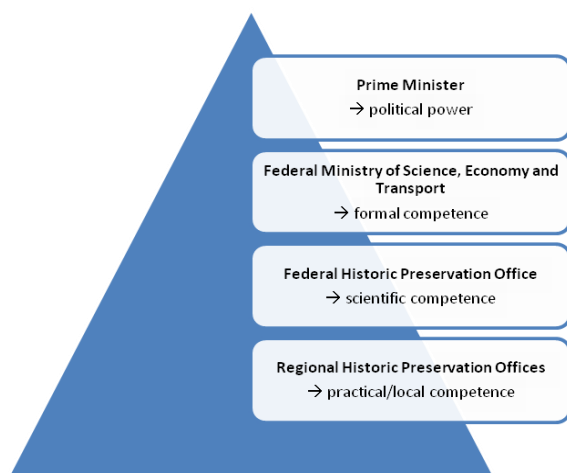 Prime Minister
→ political power
Federal Ministry of Science, Economy and
Transport
→ formal competence
Federal Historic Preservation Office
→ scientific competence
Regional Historic Preservation Offices
→ practical/local competence